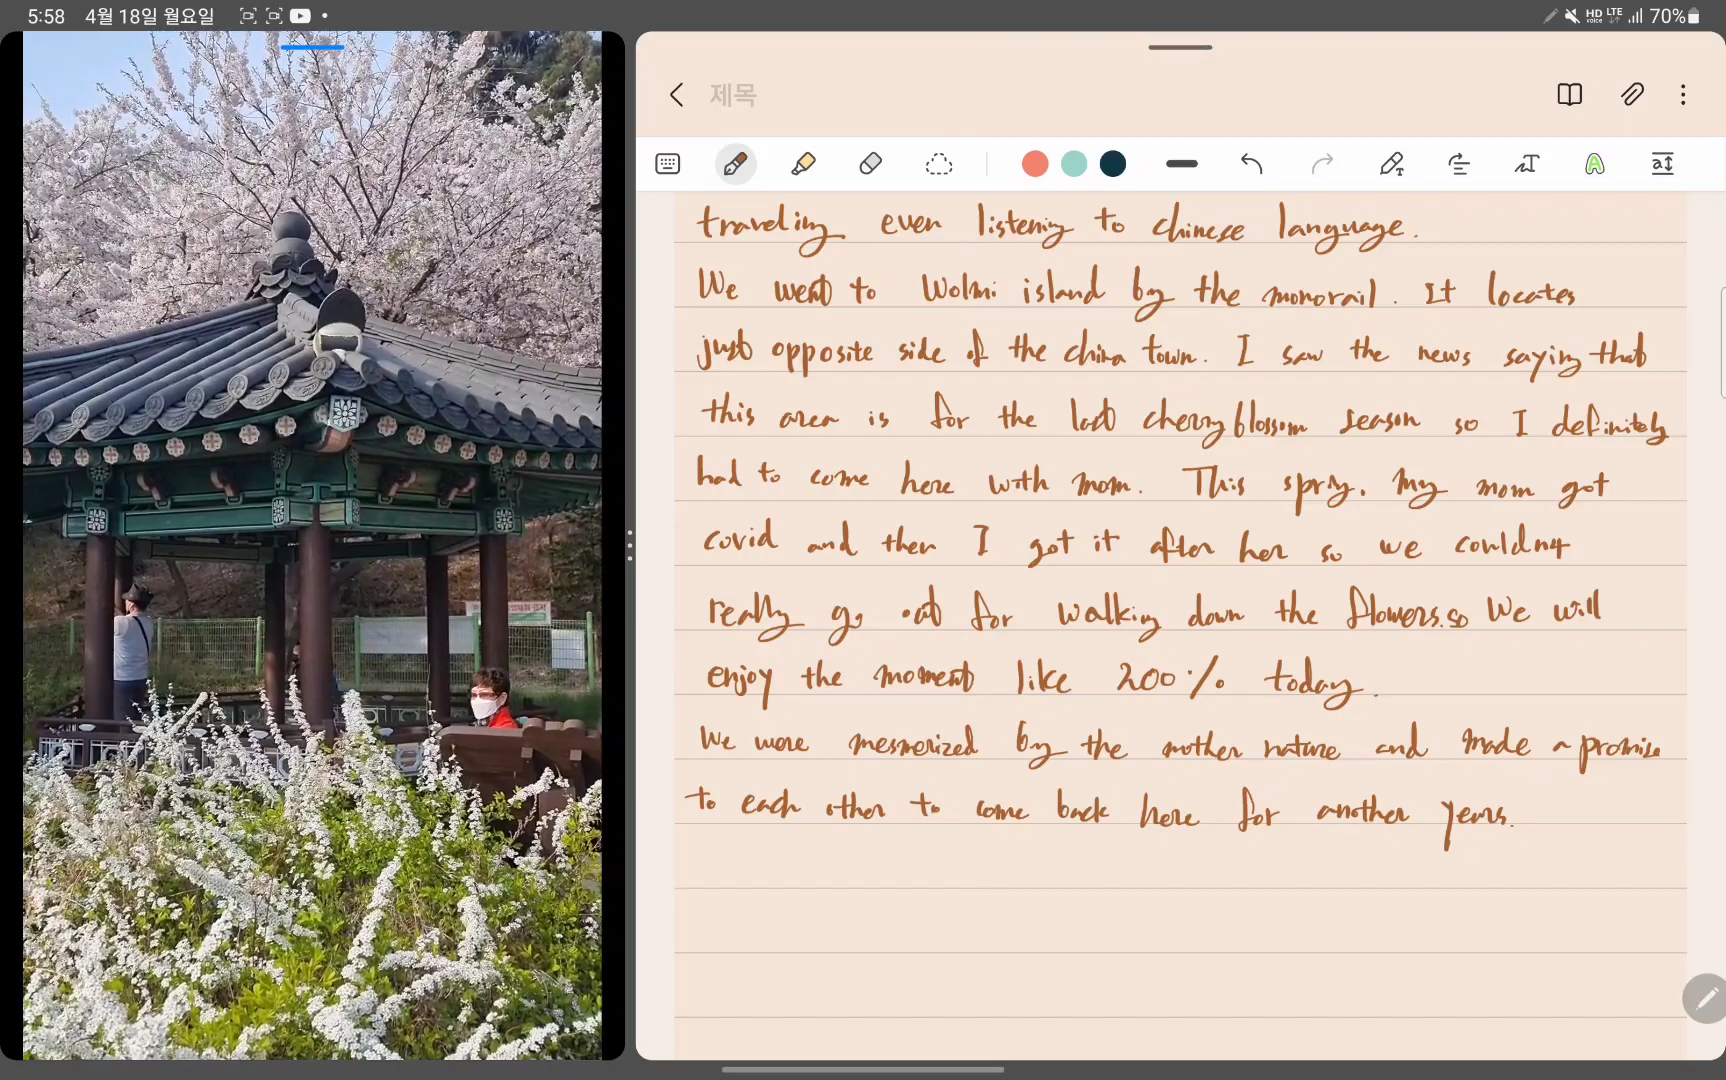 5:58 4월 18일 월요일
HD voice LTE 70%
제목
traveling even listening to chinese language.
We went to Wolmi island by the monorail. It locates
just opposite side of the china town. I saw the news saying that
this area is for the last cherry blossom season so I definitely
had to come here with mom. This sprig, my mom got
covid and then I got it after her so we couldn't
really go out for walking down the flowers.so We will
enjoy the moment like 200% today.
We were mesmerized by the mother nature and made a promise
to each other to come back here for another years.